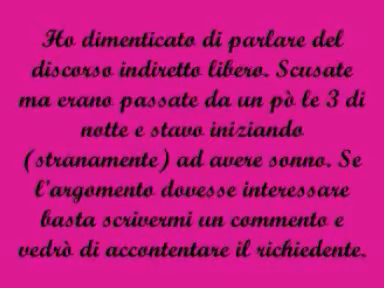 Ho dimenticato di parlare del
discorso indiretto libero. Scusate
ma erano passate da un pò le 3 di
notte e stavo iniziando
(stranamente) ad avere sonno. Se
l'argomento dovesse interessare
basta scrivermi un commento e
vedrò di accontentare il richiedente.